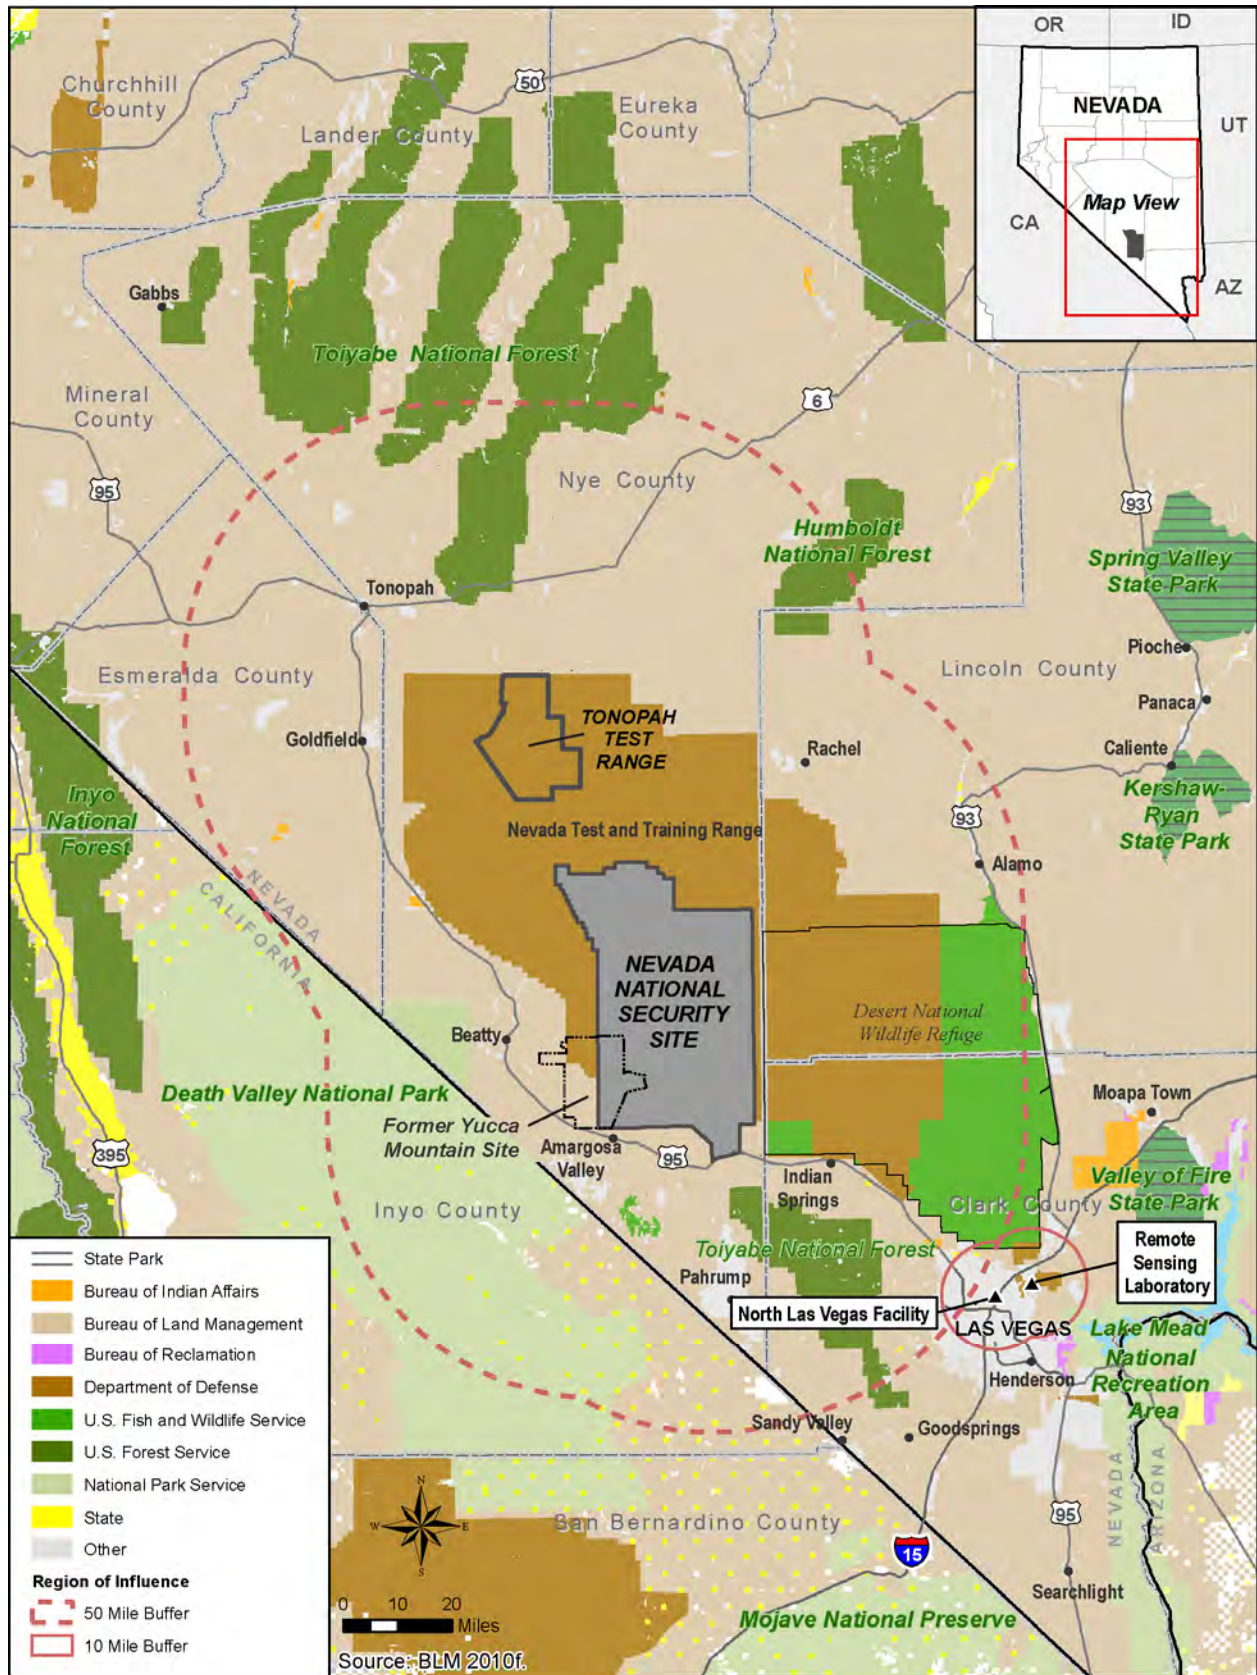 OR
ID
NEVADA
UT
Map View
CA
AZ
Churchhill
County
50
Lander County
Eureka
County
Gabbs
Toiyabe National Forest
Mineral
County
6
95
Nye County
93
Humboldt
National Forest
Spring Valley
State Park
Tonopah
Pioche
Esmeralda County
Lincoln County
Panaca
TONOPAH
TEST
RANGE
Goldfield
Rachel
Caliente
Inyo
National
Forest
Kershaw-
Ryan
State Park
93
Nevada Test and Training Range
Alamo
NEVADA
CALIFORNIA
NEVADA
NATIONAL
SECURITY
SITE
Desert National
Wildlife Refuge
Beatty
Death Valley National Park
Moapa Town
Former Yucca
Mountain Site
Amargosa
Valley
95
395
Indian
Springs
Valley of Fire
State Park
Inyo County
Clark County
Toiyabe National Forest
Remote
Sensing
Laboratory
Pahrump
North Las Vegas Facility
LAS VEGAS
Lake Mead
National
Recreation
Area
Henderson
Sandy Valley
Goodsprings
State Park
Bureau of Indian Affairs
Bureau of Land Management
Bureau of Reclamation
Department of Defense
U.S. Fish and Wildlife Service
U.S. Forest Service
National Park Service
State
Other
Region of Influence
50 Mile Buffer
10 Mile Buffer
N
W
E
S
San Bernardino County
95
NEVADA
ARIZONA
15
Searchlight
0 10 20
Miles
Mojave National Preserve
Source: BLM 2010f.